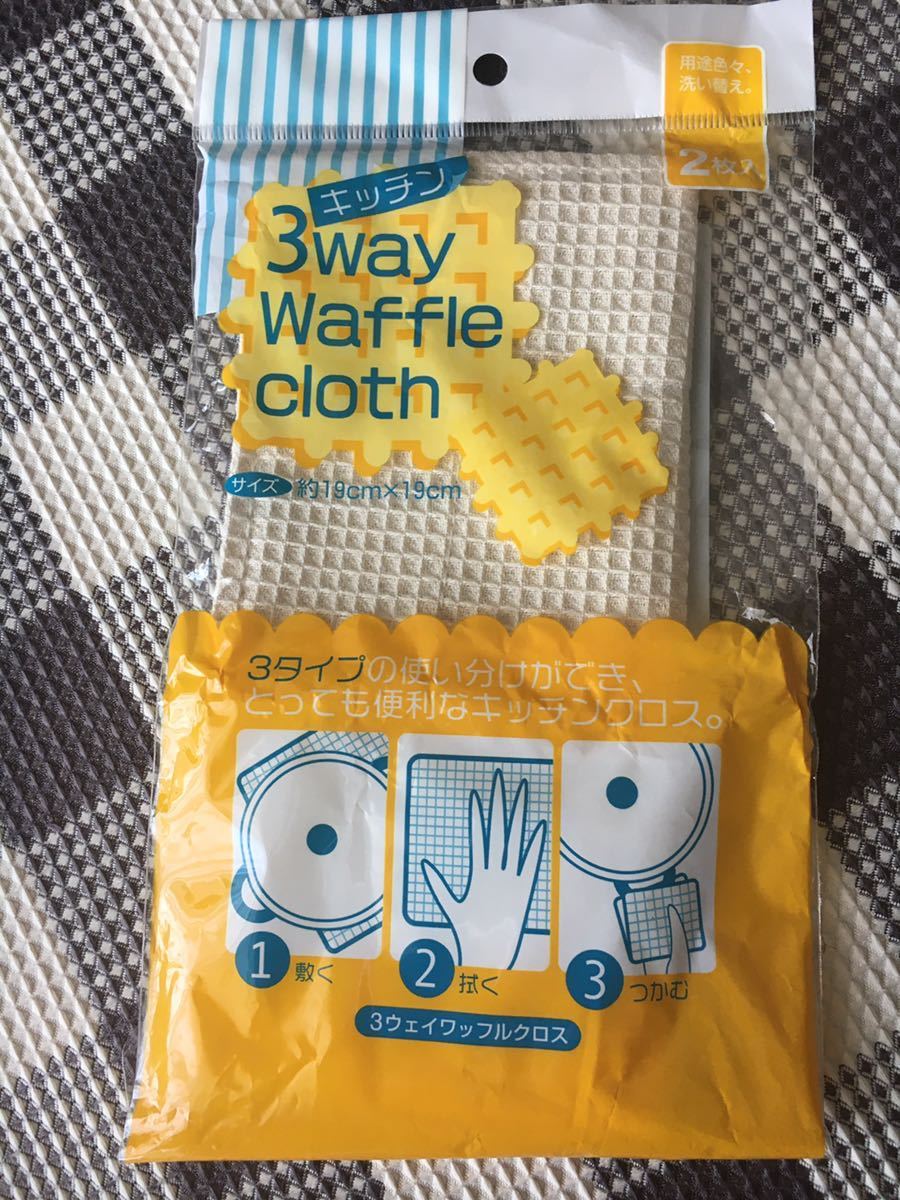 用途色々、
洗い替え。
2枚入
キッチン
3way
Waffle
cloth
サイズ 約19cm×19cm
3タイプの使い分けができ、
とっても便利なキッチンクロス。
1 敷く
2 拭く
3 つかむ
3ウェイワッフルクロス